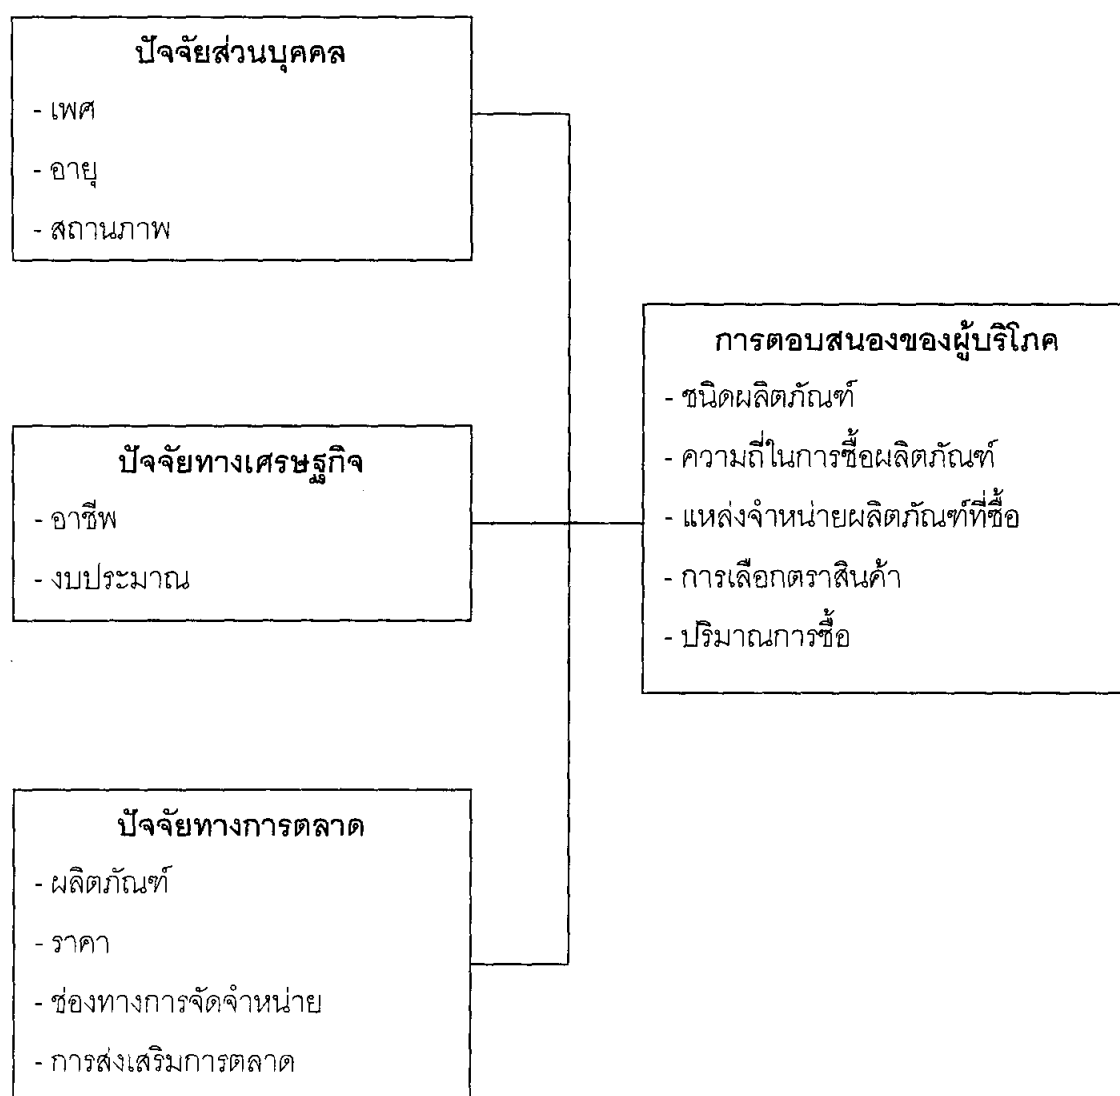 ปัจจัยส่วนบุคคล
- เพศ
- อายุ
- สถานภาพ
ปัจจัยทางเศรษฐกิจ
- อาชีพ
- งบประมาณ
ปัจจัยทางการตลาด
- ผลิตภัณฑ์
- ราคา
- ช่องทางการจัดจำหน่าย
- การส่งเสริมการตลาด
การตอบสนองของผู้บริโภค
- ชนิดผลิตภัณฑ์
- ความถี่ในการซื้อผลิตภัณฑ์
- แหล่งจำหน่ายผลิตภัณฑ์ที่ซื้อ
- การเลือกตราสินค้า
- ปริมาณการซื้อ